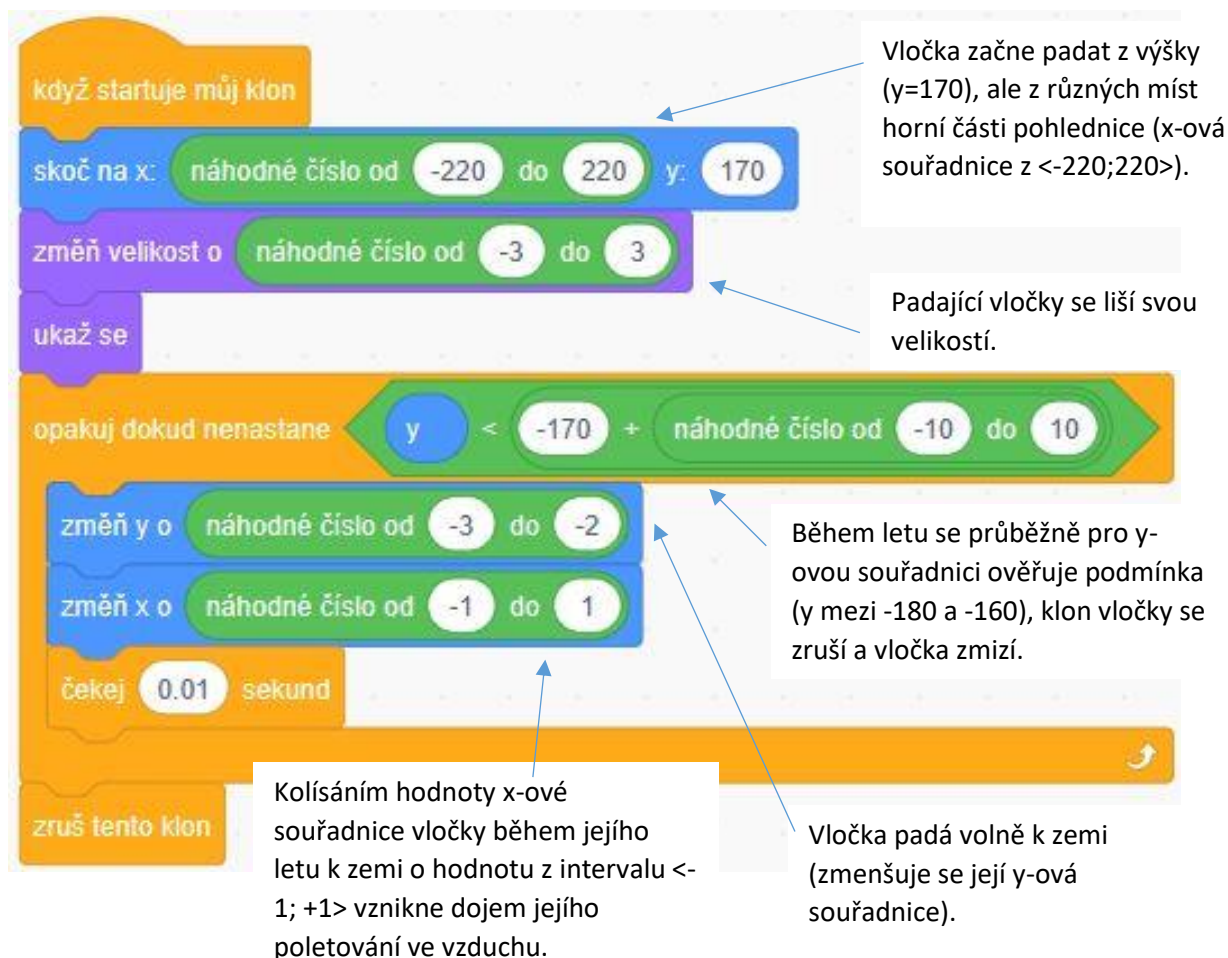 když startuje můj klon
skoč na x: náhodné číslo od -220 do 220 y: 170
změň velikost o náhodné číslo od -3 do 3
ukaž se
opakuj dokud nenastane y < -170 + náhodné číslo od -10 do 10
změň y o náhodné číslo od -3 do -2
změň x o náhodné číslo od -1 do 1
čekej 0.01 sekund
zruš tento klon
Vločka začne padat z výšky
(y=170), ale z různých míst
horní části pohlednice (x-ová
souřadnice z <-220;220>).
Padající vločky se liší svou
velikostí.
Během letu se průběžně pro y-
ovou souřadnici ověřuje podmínka
(y mezi -180 a -160), klon vločky se
zruší a vločka zmizí.
Kolísáním hodnoty x-ové
souřadnice vločky během jejího
letu k zemi o hodnotu z intervalu <-
1; +1> vznikne dojem jejího
poletování ve vzduchu.
Vločka padá volně k zemi
(zmenšuje se její y-ová
souřadnice).